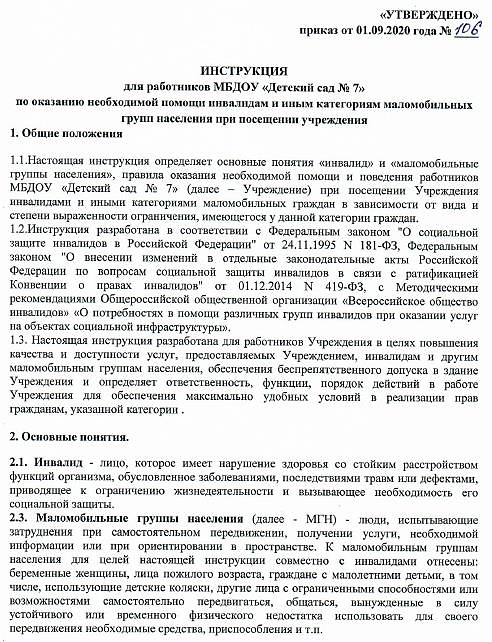 «УТВЕРЖДЕНО»
приказ от 01.09.2020 года № 106
ИНСТРУКЦИЯ
для работников МБДОУ «Детский сад № 7»
по оказанию необходимой помощи инвалидам и иным категориям маломобильных
групп населения при посещении учреждения
1. Общие положения
1.1.Настоящая инструкция определяет основные понятия «инвалид» и «маломобильные
группы населения», правила оказания необходимой помощи и поведения работников
МБДОУ «Детский сад № 7» (далее – Учреждение) при посещении Учреждения
инвалидами и иными категориями маломобильных граждан в зависимости от вида и
степени выраженности ограничения, имеющегося у данной категории граждан.
1.2.Инструкция разработана в соответствии с Федеральным законом "О социальной
защите инвалидов в Российской Федерации" от 24.11.1995 N 181-ФЗ, Федеральным
законом "О внесении изменений в отдельные законодательные акты Российской
Федерации по вопросам социальной защиты инвалидов в связи с ратификацией
Конвенции о правах инвалидов" от 01.12.2014 N 419-ФЗ, с Методическими
рекомендациями Общероссийской общественной организации «Всероссийское общество
инвалидов» «О потребностях в помощи различных групп инвалидов при оказании услуг
на объектах социальной инфраструктуры».
1.3. Настоящая инструкция разработана для работников Учреждения в целях повышения
качества и доступности услуг, предоставляемых Учреждением, инвалидам и другим
маломобильным группам населения, обеспечения беспрепятственного допуска в здание
Учреждения и определяет ответственность, функции, порядок действий в работе
Учреждения для обеспечения максимально удобных условий в реализации прав
гражданам, указанной категории .
2. Основные понятия.
2.1. Инвалид - лицо, которое имеет нарушение здоровья со стойким расстройством
функций организма, обусловленное заболеваниями, последствиями травм или дефектами,
приводящее к ограничению жизнедеятельности и вызывающее необходимость его
социальной защиты.
2.3. Маломобильные группы населения (далее - МГН) - люди, испытывающие
затруднения при самостоятельном передвижении, получении услуги, необходимой
информации или при ориентировании в пространстве. К маломобильным группам
населения для целей настоящей инструкции совместно с инвалидами отнесены:
беременные женщины, лица пожилого возраста, граждане с малолетними детьми, в том
числе, использующие детские коляски, другие лица с ограниченными способностями или
возможностями самостоятельно передвигаться, общаться, вынужденные в силу
устойчивого или временного физического недостатка использовать для своего
передвижения необходимые средства, приспособления и т.п.